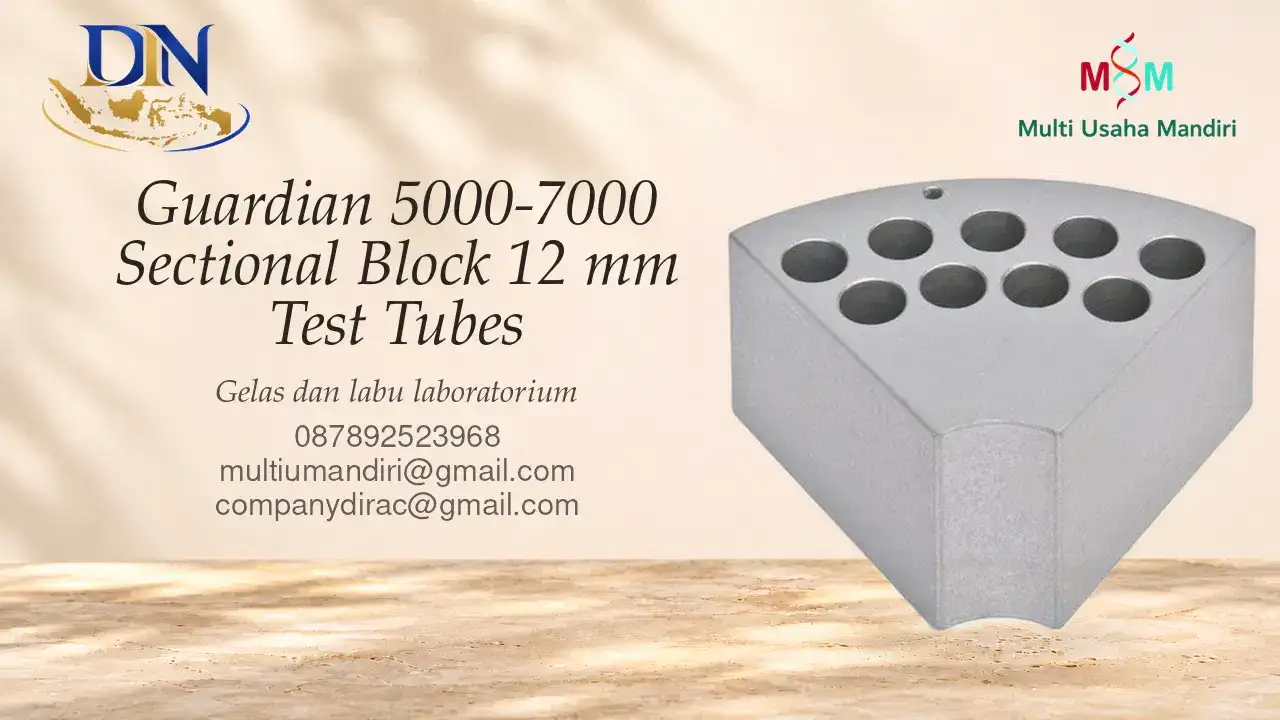 DN
MSM
Multi Usaha Mandiri
Guardian 5000-7000
Sectional Block 12 mm
Test Tubes
Gelas dan labu laboratorium
087892523968
multiumandiri@gmail.com
companydirac@gmail.com